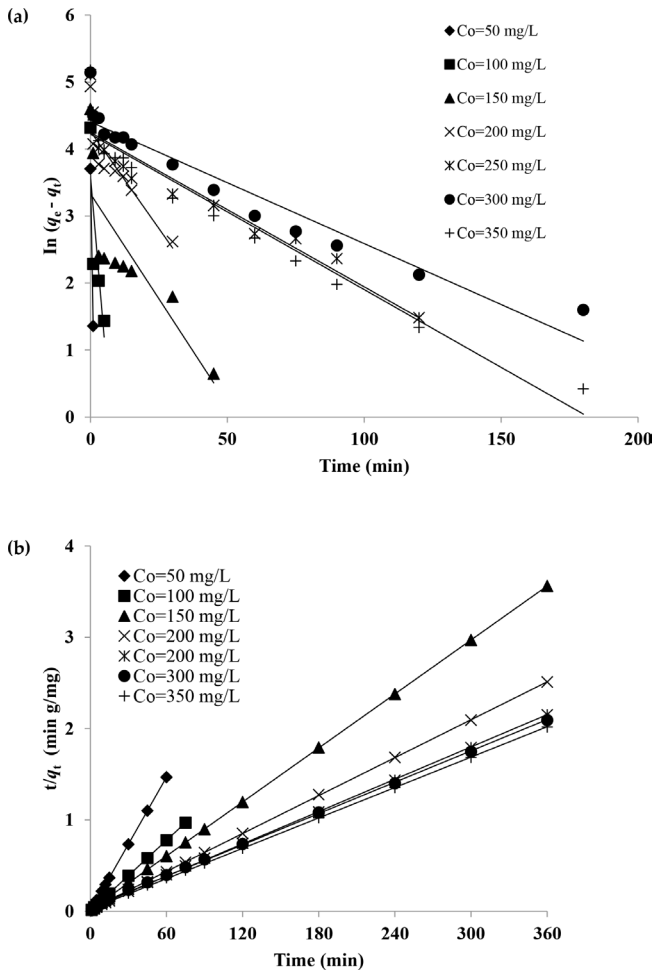 (a)
6
5
4
3
2
1
0
ln (qe - qt)
0 50 100 150 200
Time (min)
Co=50 mg/L
Co=100 mg/L
Co=150 mg/L
Co=200 mg/L
Co=250 mg/L
Co=300 mg/L
Co=350 mg/L
(b)
4
3
2
1
0
t/qt (min g/mg)
0 60 120 180 240 300 360
Time (min)
Co=50 mg/L
Co=100 mg/L
Co=150 mg/L
Co=200 mg/L
Co=200 mg/L
Co=300 mg/L
Co=350 mg/L